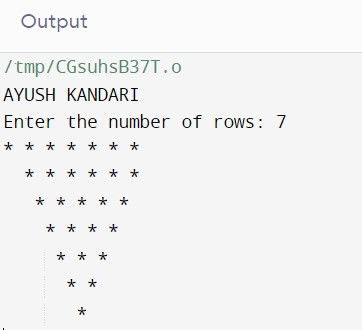 Output
/tmp/CGsuhsB37T.o
AYUSH KANDARI
Enter the number of rows: 7
* * * * * * *
  * * * * * *
   * * * * *
    * * * *
     * * *
      * *
       *